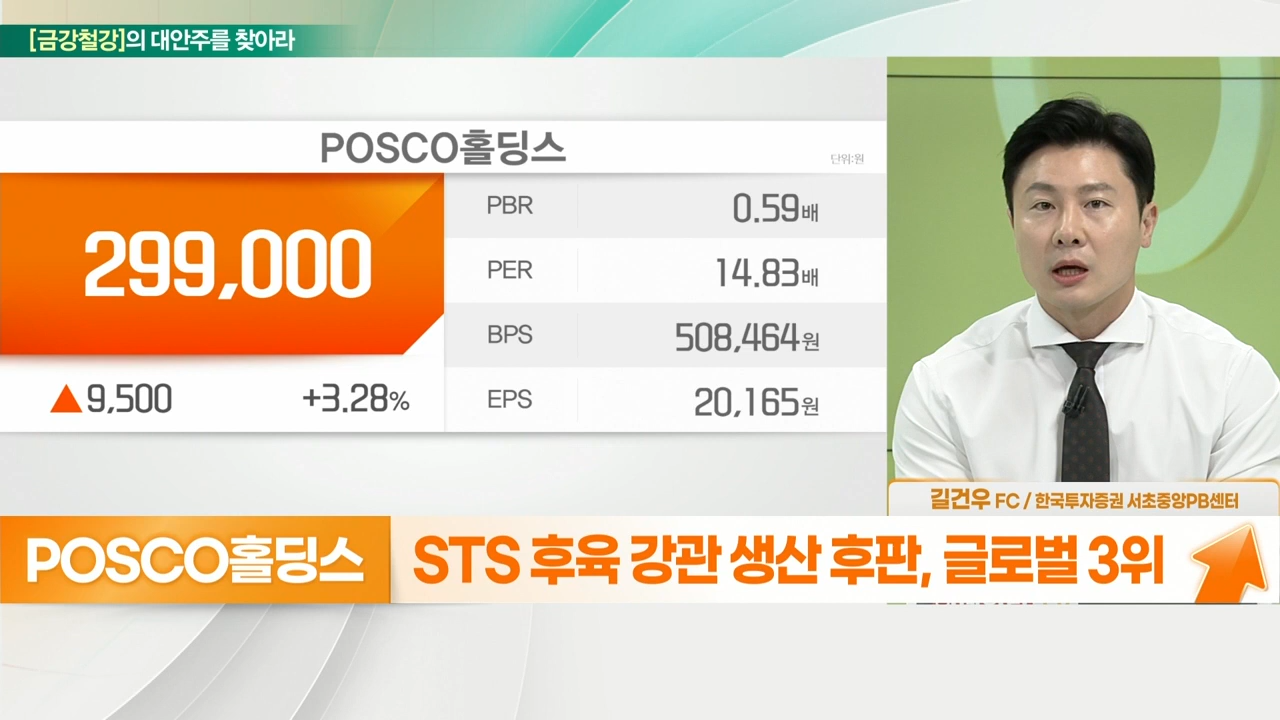 [금강철강]의 대안주를 찾아라
POSCO홀딩스
단위:원
299,000
▲9,500 +3.28%
PBR 0.59배
PER 14.83배
BPS 508,464원
EPS 20,165원
길건우 FC / 한국투자증권 서초중앙PB센터
POSCO홀딩스
STS 후육 강관 생산 후판, 글로벌 3위